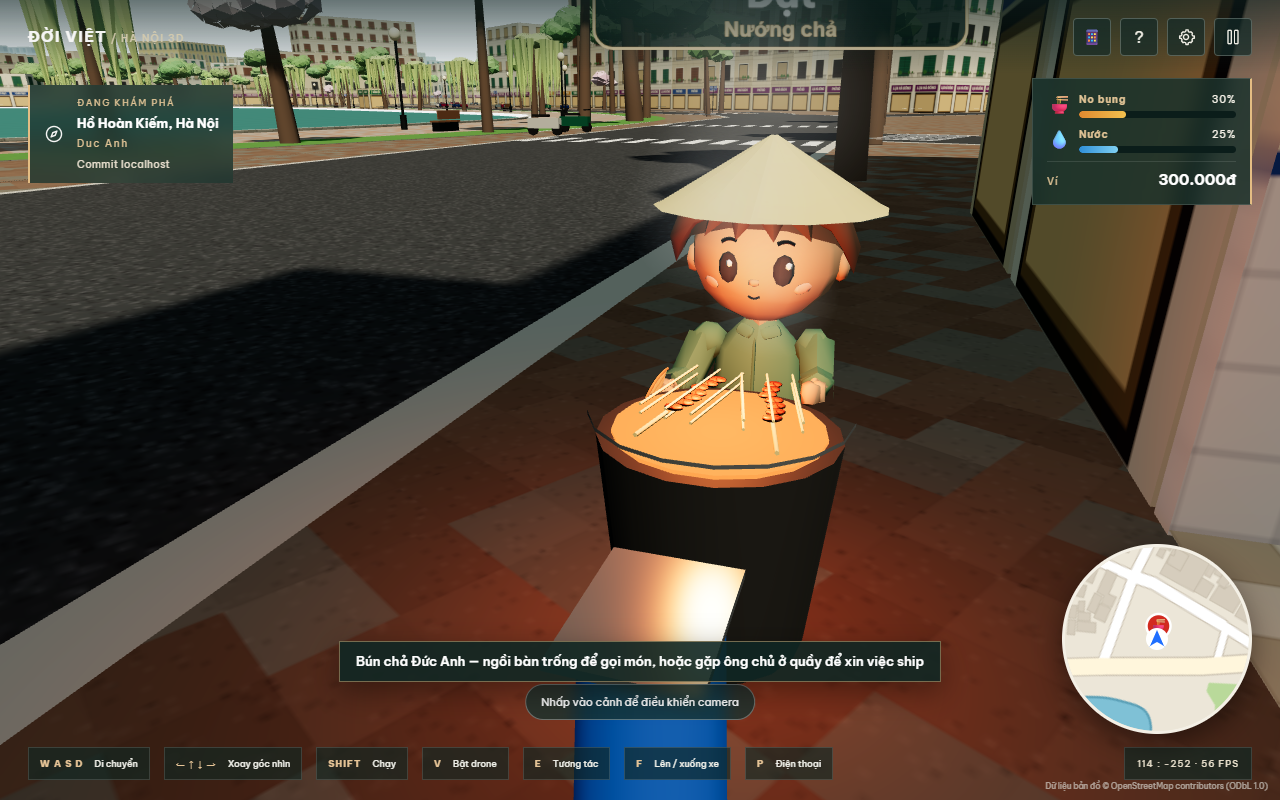 ĐỜI VIỆT / HÀ NỘI 3D
Đạt
Nướng chả
?
ĐANG KHÁM PHÁ
Hồ Hoàn Kiếm, Hà Nội
Duc Anh
Commit localhost
No bụng 30%
Nước 25%
Ví 300.000đ
Bún chả Đức Anh — ngồi bàn trống để gọi món, hoặc gặp ông chủ ở quầy để xin việc ship
Nhấp vào cảnh để điều khiển camera
W A S D Di chuyển
←↑↓→ Xoay góc nhìn
SHIFT Chạy
V Bật drone
E Tương tác
F Lên / xuống xe
P Điện thoại
114 : -252 · 56 FPS
Dữ liệu bản đồ © OpenStreetMap contributors (ODbL 1.0)